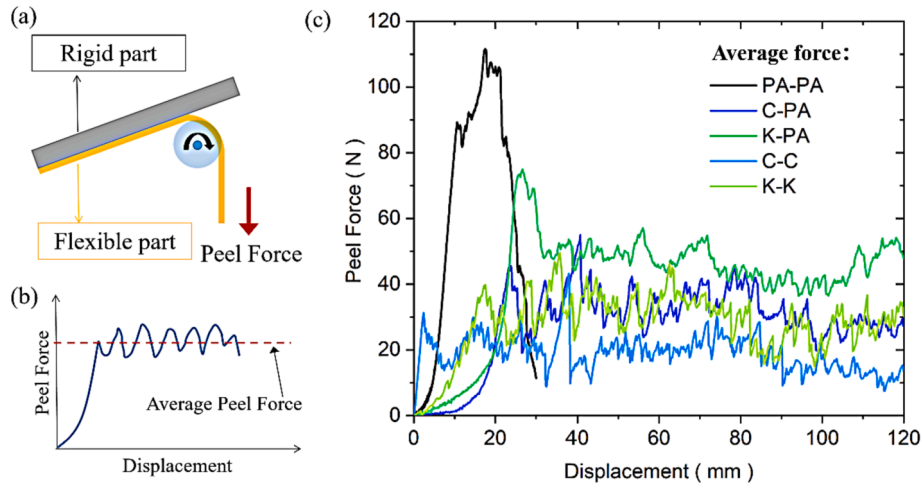 (a)
Rigid part
Flexible part
Peel Force
(b)
Peel Force
Average Peel Force
Displacement
(c)
Peel Force ( N )
120
100
80
60
40
20
0
Average force:
PA-PA
C-PA
K-PA
C-C
K-K
0 20 40 60 80 100 120
Displacement ( mm )